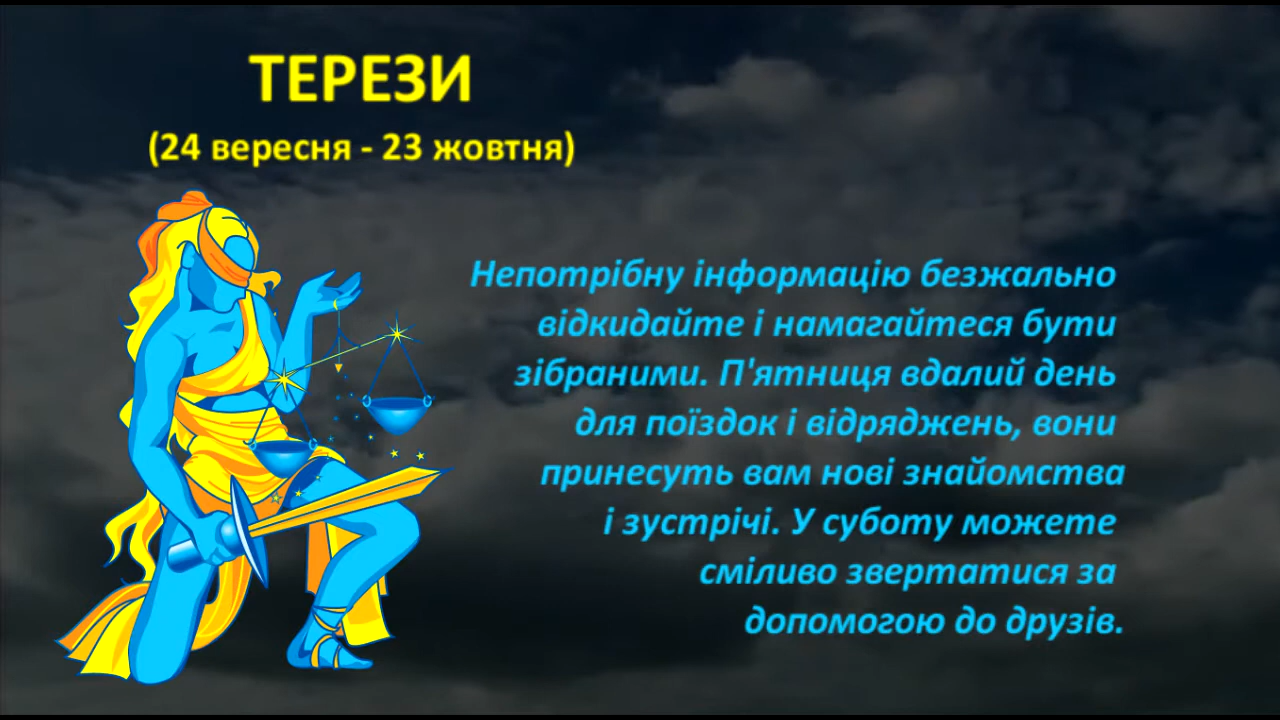 ТЕРЕЗИ
(24 вересня - 23 жовтня)
Непотрібну інформацію безжально
відкидайте і намагайтеся бути
зібраними. П'ятниця вдалий день
для поїздок і відряджень, вони
принесуть вам нові знайомства
і зустрічі. У суботу можете
сміливо звертатися за
допомогою до друзів.